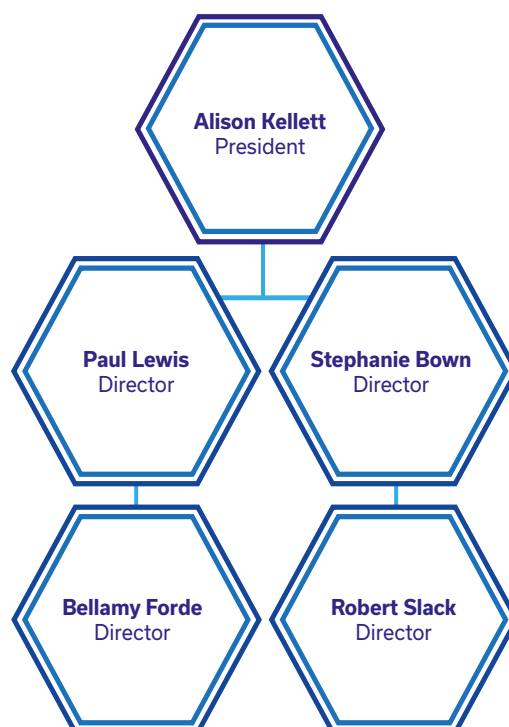 Alison Kellett
President
Paul Lewis
Director
Stephanie Bown
Director
Bellamy Forde
Director
Robert Slack
Director